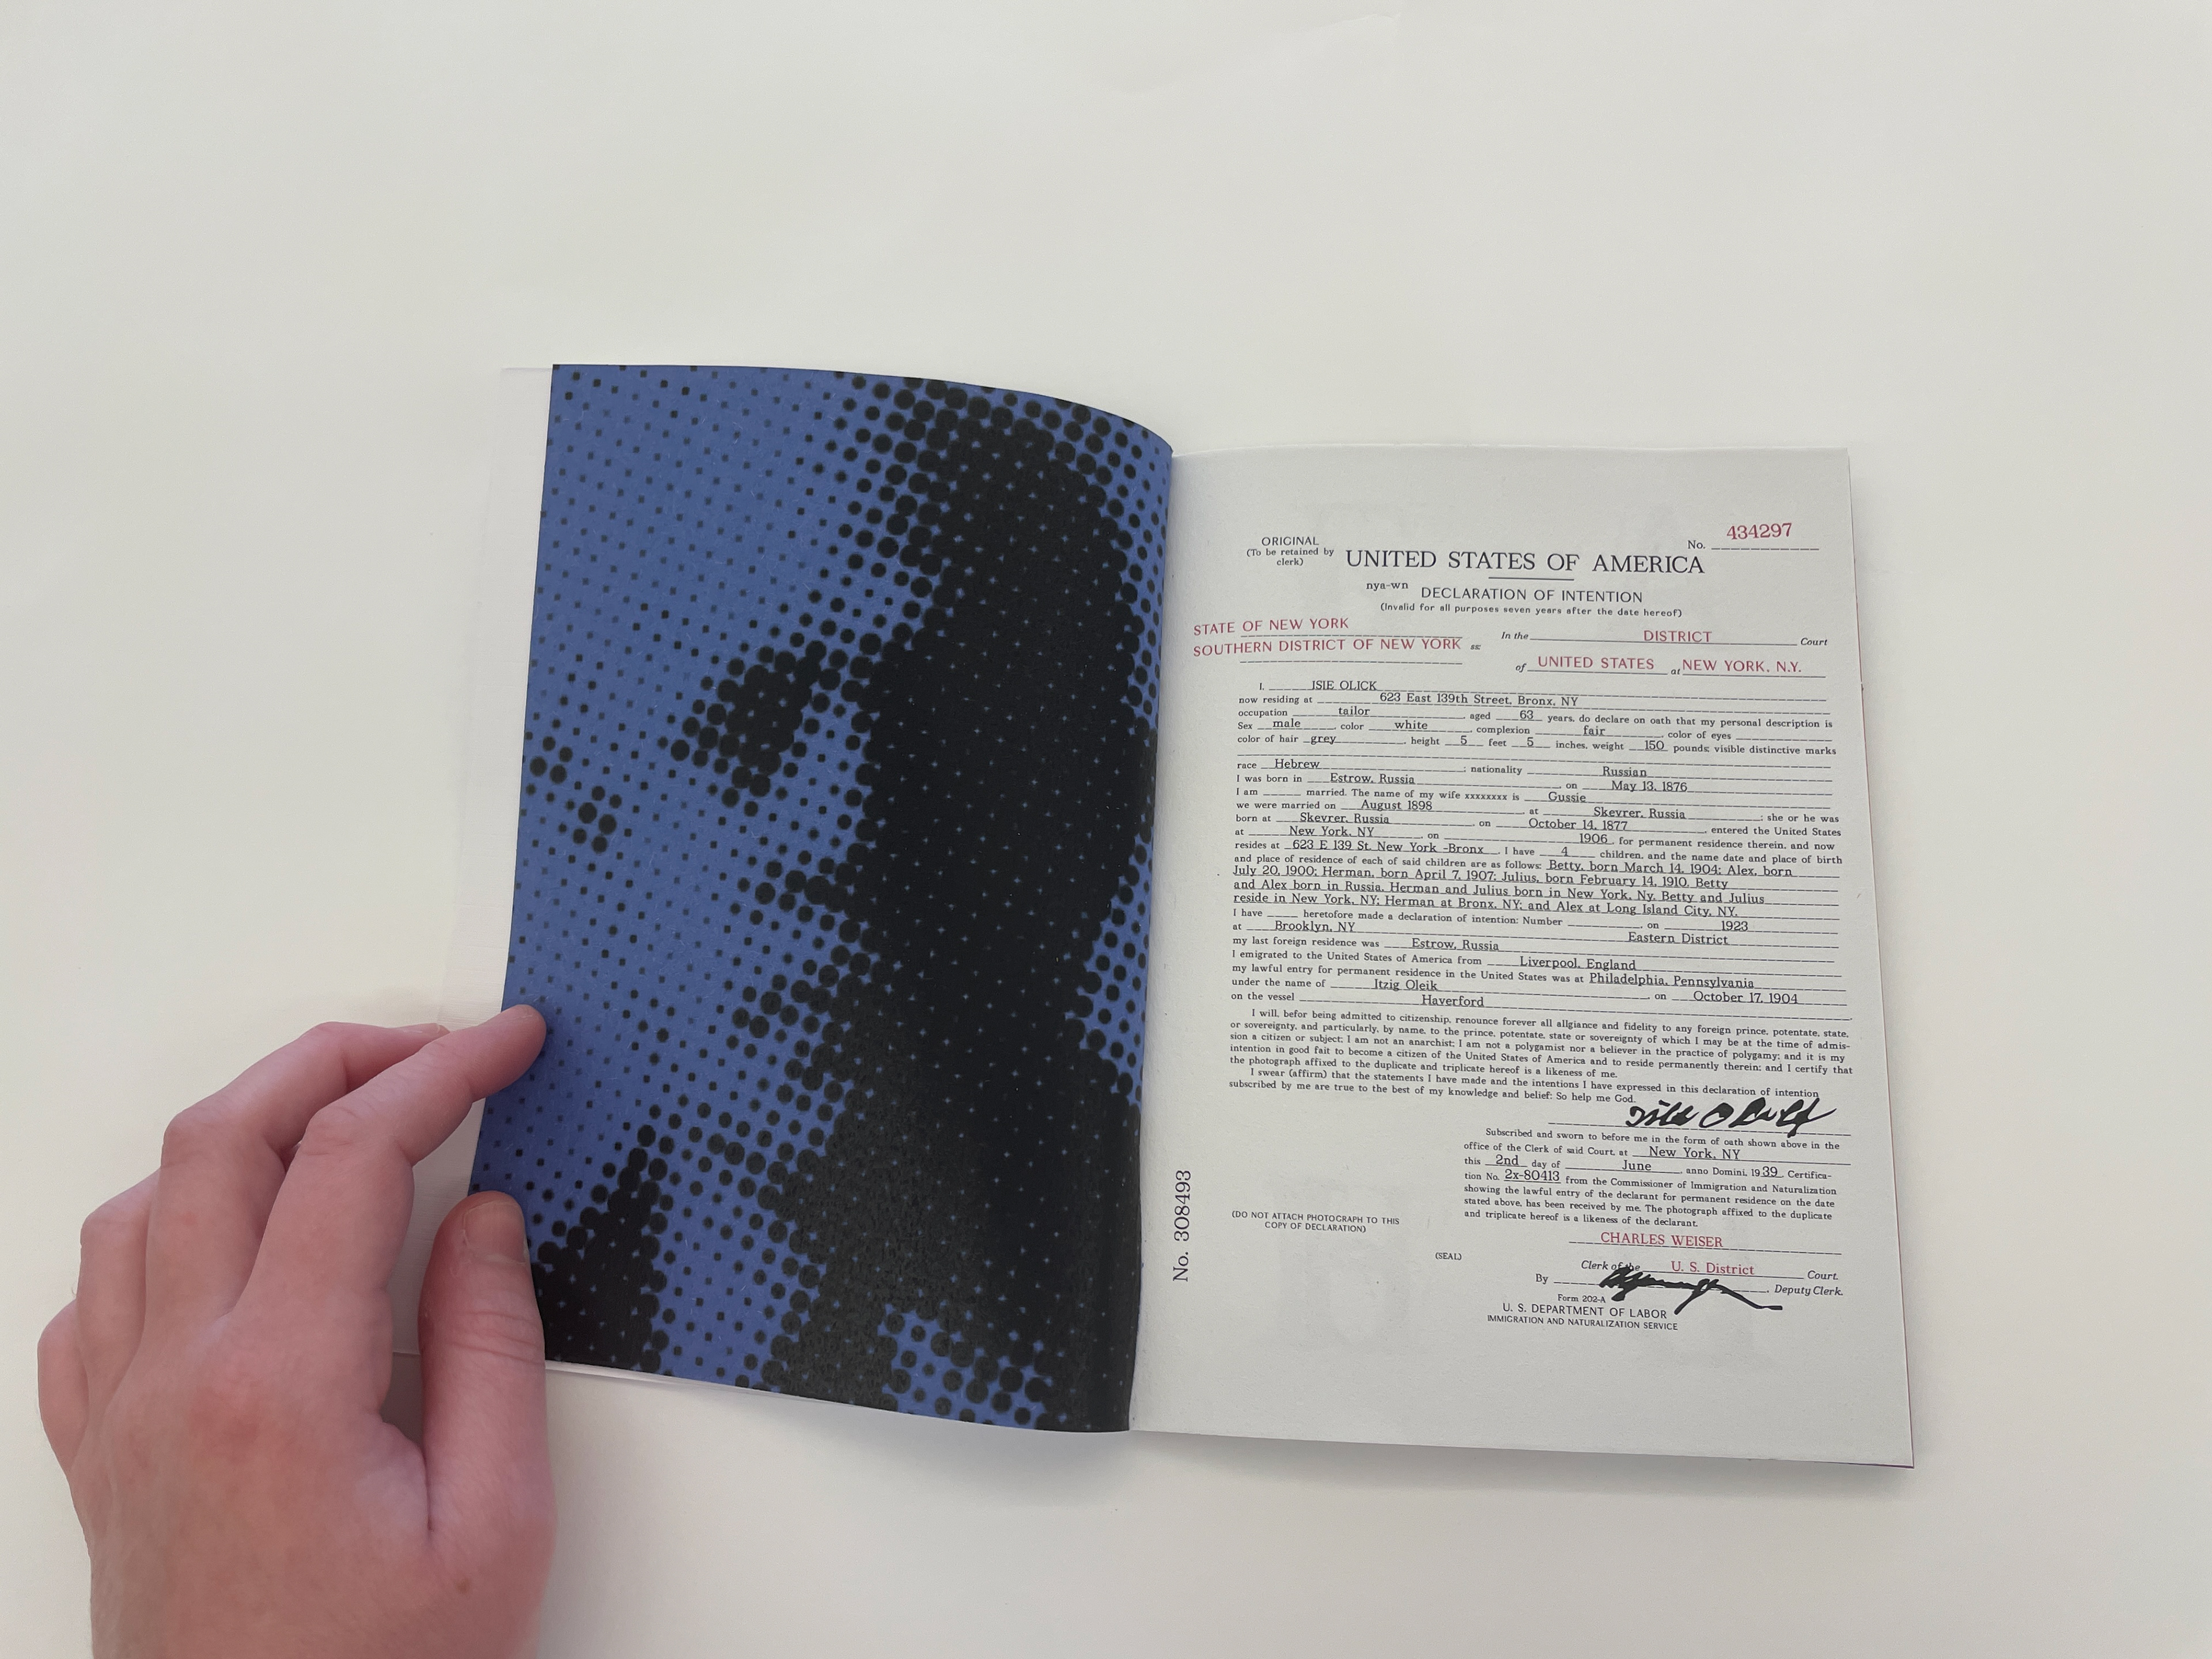 434297
ORIGINAL
(To be retained by
clerk)
No.
UNITED STATES OF AMERICA
nya-wn DECLARATION OF INTENTION
(Invalid for all purposes seven years after the date hereof)
STATE OF NEW YORK
In the DISTRICT Court
SOUTHERN DISTRICT OF NEW YORK ss:
of UNITED STATES at NEW YORK, N.Y.
I, ISIE OLICK
now residing at 623 East 139th Street, Bronx, NY
occupation tailor, aged 63 years, do declare on oath that my personal description is
Sex male, color white, complexion fair, color of eyes
color of hair grey, height 5 feet 5 inches, weight 150 pounds; visible distinctive marks
race Hebrew; nationality Russian
I was born in Estrow, Russia, on May 13, 1876
I am married. The name of my wife xxxxxxxx is Gussie
we were married on August 1898, at Skevrer, Russia; she or he was
born at Skevrer, Russia, on October 14, 1877, entered the United States
at New York, NY, on 1906 for permanent residence therein, and now
resides at 623 E 139 St. New York -Bronx. I have 4 children, and the name date and place of birth
and place of residence of each of said children are as follows: Betty, born March 14, 1904; Alex, born
July 20, 1900; Herman, born April 7, 1907; Julius, born February 14, 1910. Betty
and Alex born in Russia, Herman and Julius born in New York, Ny. Betty and Julius
reside in New York, NY; Herman at Bronx, NY; and Alex at Long Island City, NY.
I have heretofore made a declaration of intention: Number, on 1923
at Brooklyn, NY Eastern District
my last foreign residence was Estrow, Russia
I emigrated to the United States of America from Liverpool, England
my lawful entry for permanent residence in the United States was at Philadelphia, Pennsylvania
under the name of Itzig Oleik, on October 17, 1904
on the vessel Haverford
I will, befor being admitted to citizenship, renounce forever all allgiance and fidelity to any foreign prince, potentate, state,
or sovereignty, and particularly, by name, to the prince, potentate, state or sovereignty of which I may be at the time of admis-
sion a citizen or subject; I am not an anarchist; I am not a polygamist nor a believer in the practice of polygamy; and it is my
intention in good fait to become a citizen of the United States of America and to reside permanently therein; and I certify that
the photograph affixed to the duplicate and triplicate hereof is a likeness of me.
I swear (affirm) that the statements I have made and the intentions I have expressed in this declaration of intention
subscribed by me are true to the best of my knowledge and belief: So help me God.
Subscribed and sworn to before me in the form of oath shown above in the
office of the Clerk of said Court, at New York, NY
this 2nd day of June, anno Domini, 1939 Certifica-
tion No. 2x-80413 from the Commissioner of Immigration and Naturalization
showing the lawful entry of the declarant for permanent residence on the date
stated above, has been received by me. The photograph affixed to the duplicate
and triplicate hereof is a likeness of the declarant.
No. 308493
(DO NOT ATTACH PHOTOGRAPH TO THIS
COPY OF DECLARATION)
(SEAL)
CHARLES WEISER
Clerk of the U. S. District Court.
By Deputy Clerk.
Form 202-A
U. S. DEPARTMENT OF LABOR
IMMIGRATION AND NATURALIZATION SERVICE